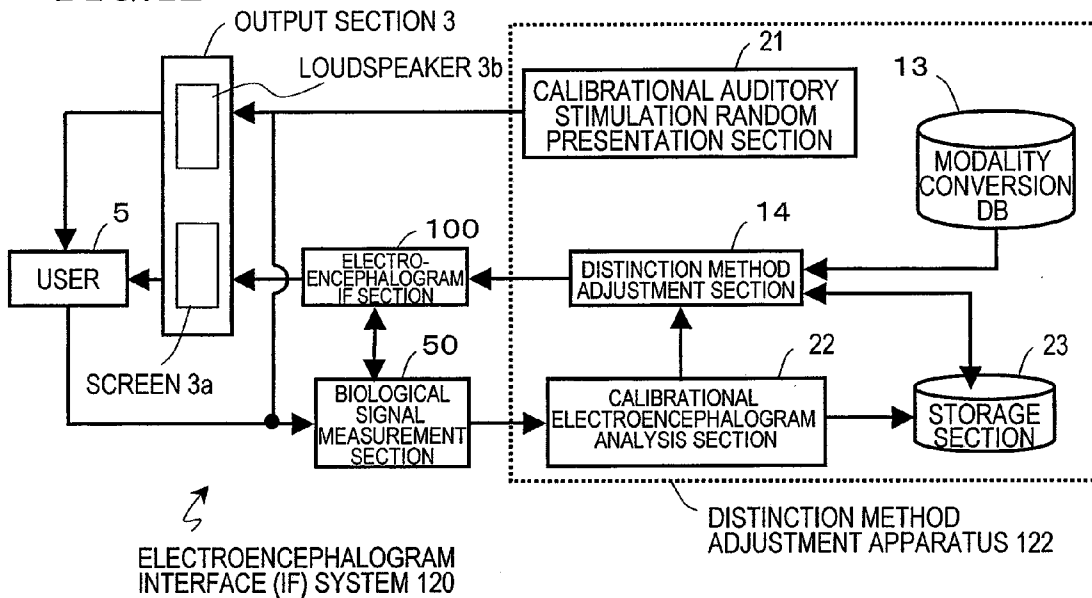 OUTPUT SECTION 3
LOUDSPEAKER 3b
21
CALIBRATIONAL AUDITORY
STIMULATION RANDOM
PRESENTATION SECTION
13
MODALITY
CONVERSION
DB
5
USER
100
ELECTRO-
ENCEPHALOGRAM
IF SECTION
14
DISTINCTION METHOD
ADJUSTMENT SECTION
SCREEN 3a
50
BIOLOGICAL
SIGNAL
MEASUREMENT
SECTION
22
CALIBRATIONAL
ELECTROENCEPHALOGRAM
ANALYSIS SECTION
23
STORAGE
SECTION
DISTINCTION METHOD
ADJUSTMENT APPARATUS 122
ELECTROENCEPHALOGRAM
INTERFACE (IF) SYSTEM 120